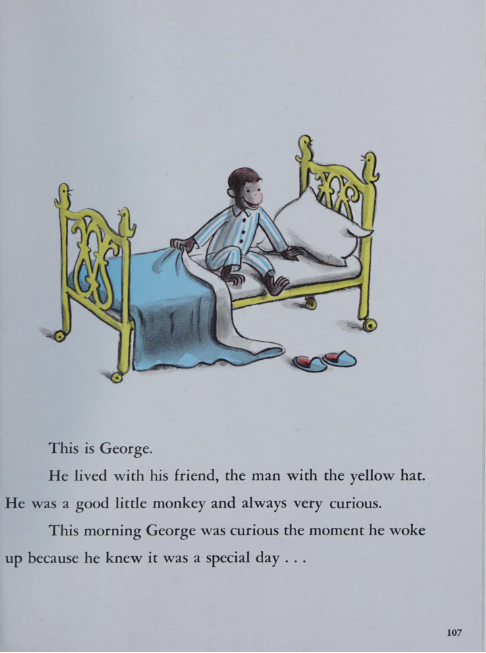 This is George.
He lived with his friend, the man with the yellow hat.
He was a good little monkey and always very curious.
This morning George was curious the moment he woke
up because he knew it was a special day . . .
107